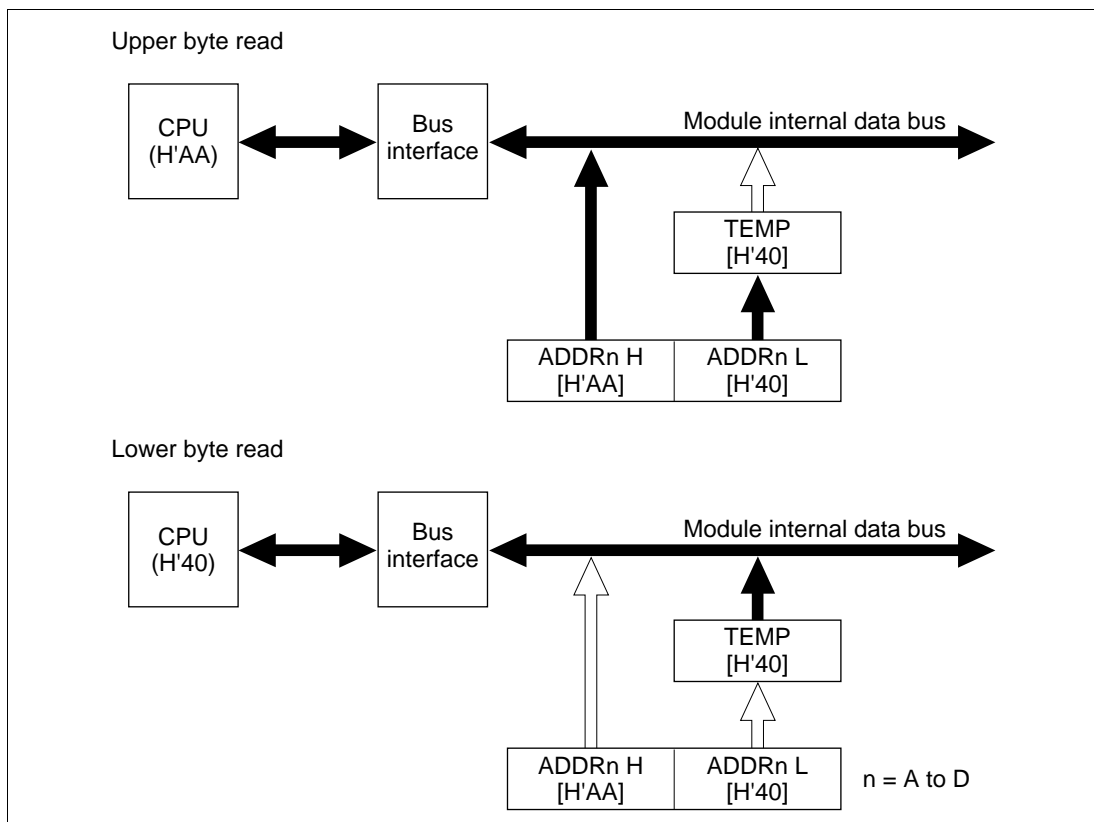 Upper byte read
CPU
(H'AA)
Bus
interface
Module internal data bus
TEMP
[H'40]
ADDRn H
[H'AA]
ADDRn L
[H'40]
Lower byte read
CPU
(H'40)
Bus
interface
Module internal data bus
TEMP
[H'40]
ADDRn H
[H'AA]
ADDRn L
[H'40]
n = A to D